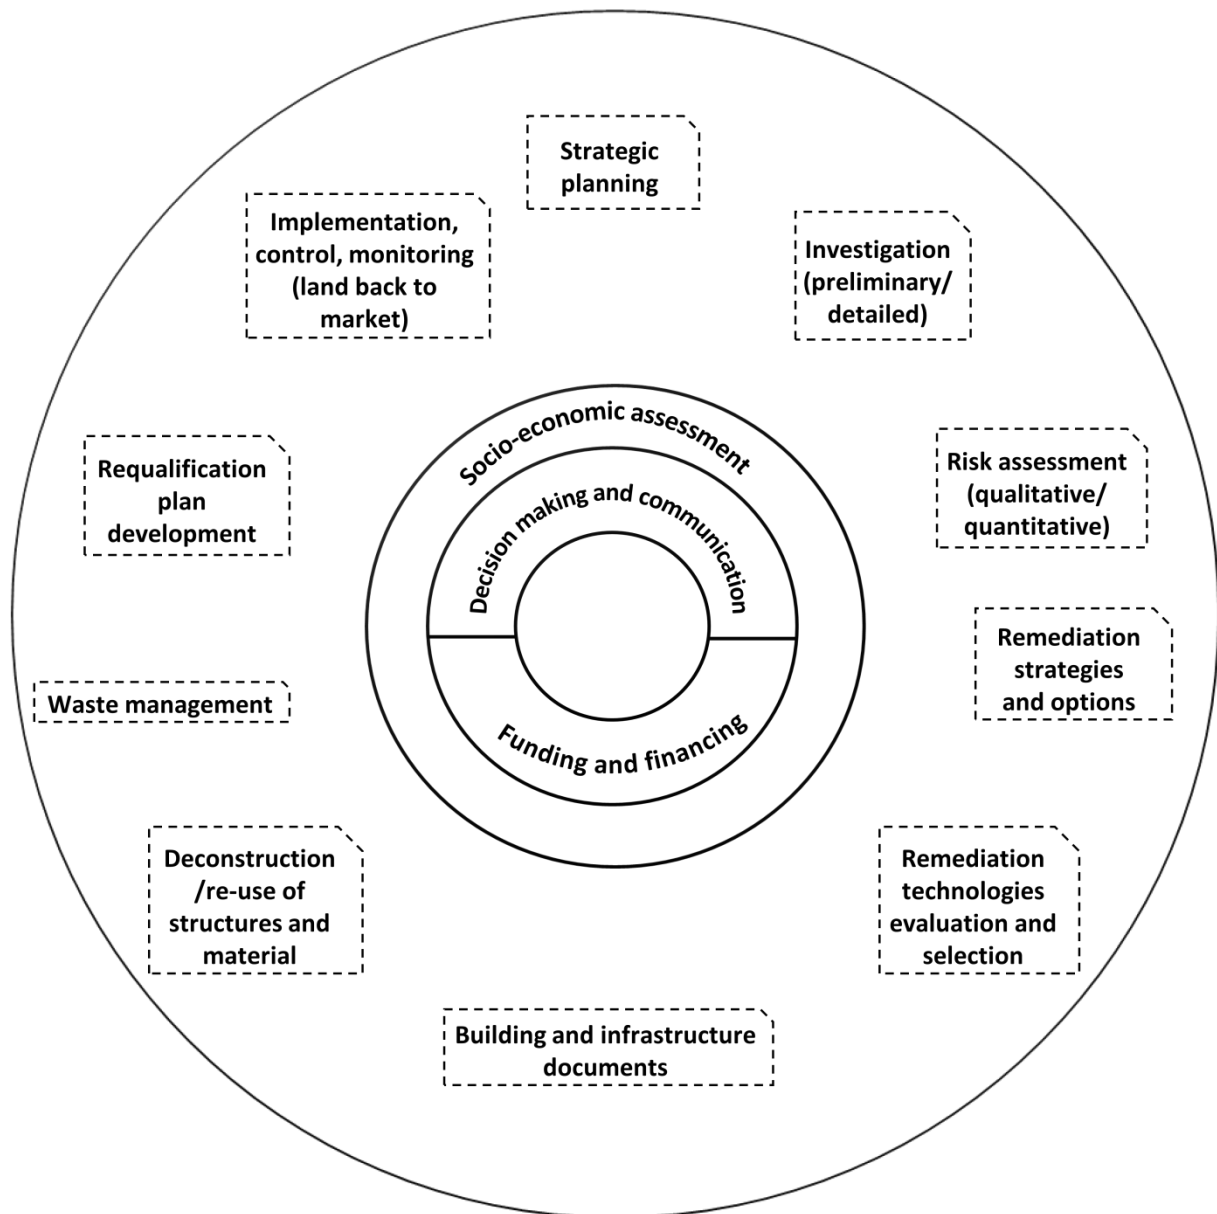 Strategic
planning
Implementation,
control, monitoring
(land back to
market)
Investigation
(preliminary/
detailed)
Socio-economic assessment
Decision making and communication
Funding and financing
Requalification
plan
development
Risk assessment
(qualitative/
quantitative)
Remediation
strategies
and options
Waste management
Deconstruction
/re-use of
structures and
material
Remediation
technologies
evaluation and
selection
Building and infrastructure
documents